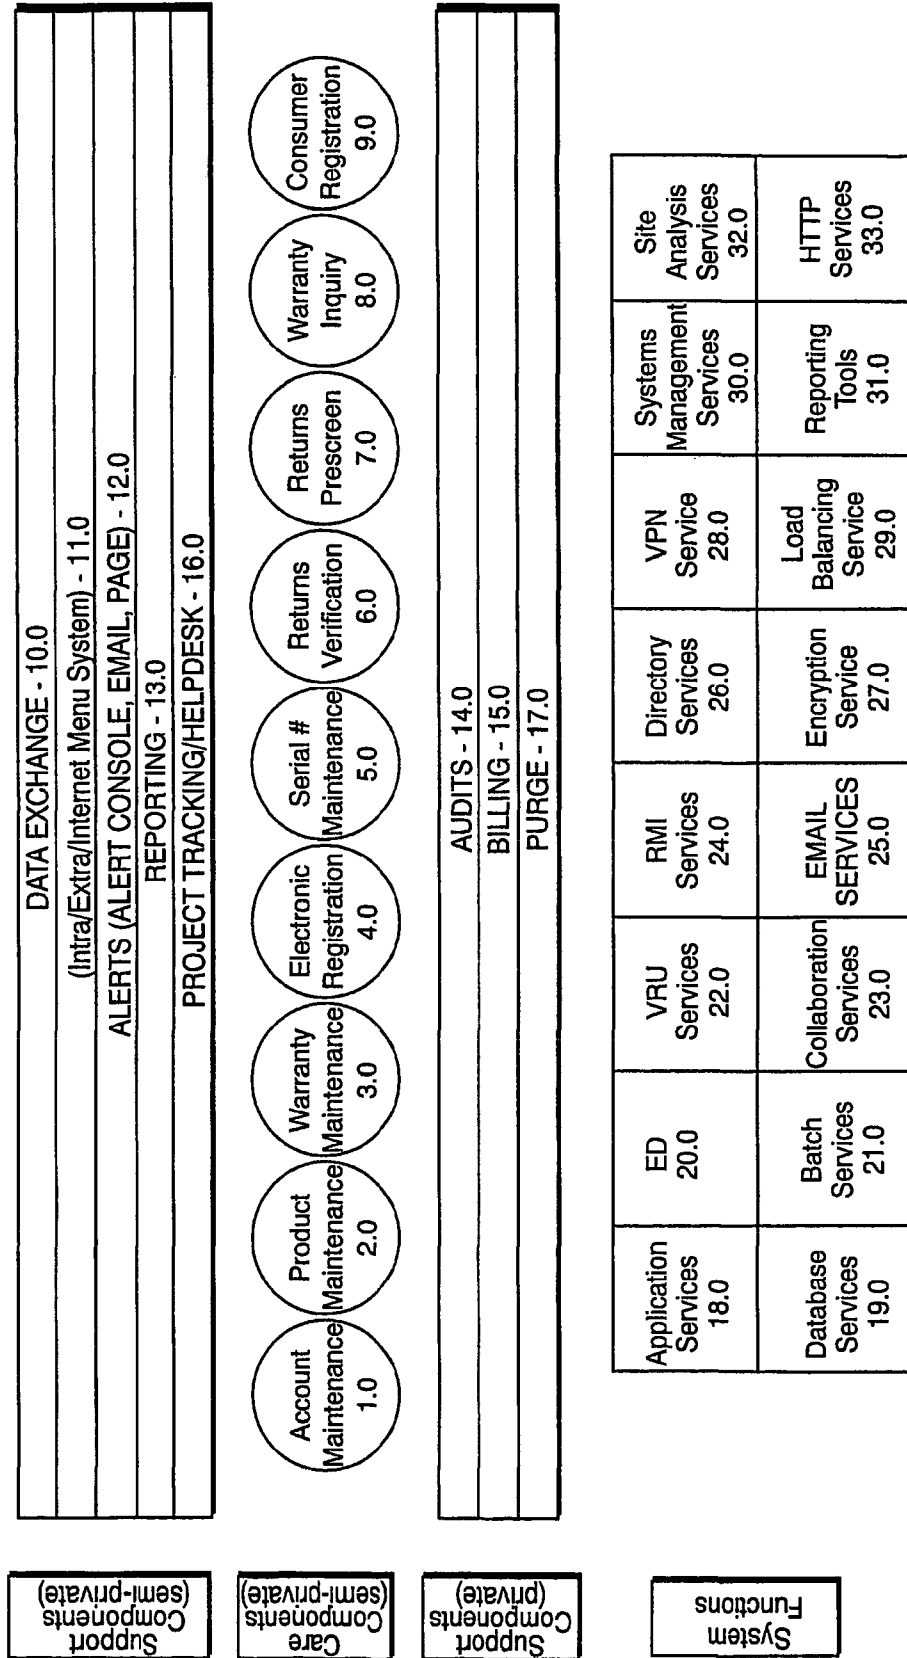 Support
Components
(semi-private)
DATA EXCHANGE - 10.0
(Intra/Extra/Internet Menu System) - 11.0
ALERTS (ALERT CONSOLE, EMAIL, PAGE) - 12.0
REPORTING - 13.0
PROJECT TRACKING/HELPDESK - 16.0
Care
Components
(semi-private)
Account
Maintenance
1.0
Product
Maintenance
2.0
Warranty
Maintenance
3.0
Electronic
Registration
4.0
Serial #
Maintenance
5.0
Returns
Verification
6.0
Returns
Prescreen
7.0
Warranty
Inquiry
8.0
Consumer
Registration
9.0
Support
Components
(private)
AUDITS - 14.0
BILLING - 15.0
PURGE - 17.0
System
Functions
Application
Services
18.0
ED
20.0
VRU
Services
22.0
RMI
Services
24.0
Directory
Services
26.0
VPN
Service
28.0
Systems
Management
Services
30.0
Site
Analysis
Services
32.0
Database
Services
19.0
Batch
Services
21.0
Collaboration
Services
23.0
EMAIL
SERVICES
25.0
Encryption
Service
27.0
Load
Balancing
Service
29.0
Reporting
Tools
31.0
HTTP
Services
33.0